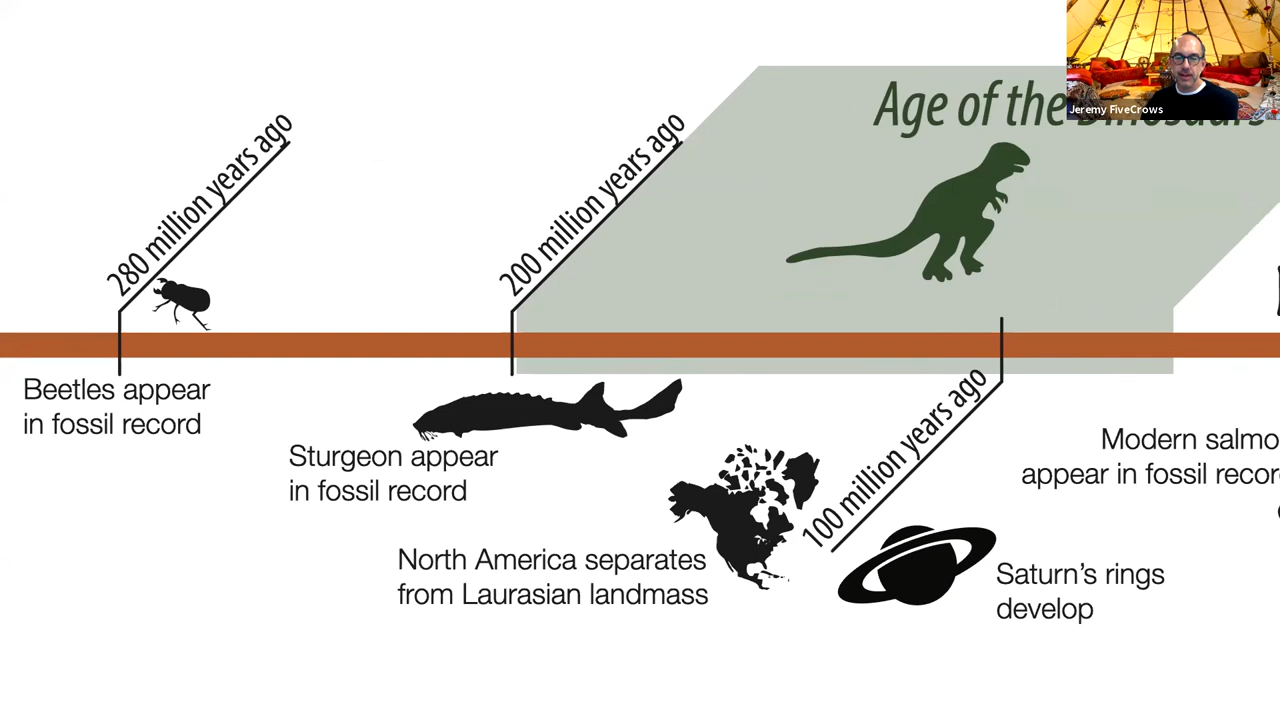 Age of the
Jeremy FiveCrows
280 million years ago
200 million years ago
Beetles appear
in fossil record
Sturgeon appear
in fossil record
North America separates
from Laurasian landmass
100 million years ago
Saturn's rings
develop
Modern salmo
appear in fossil recor